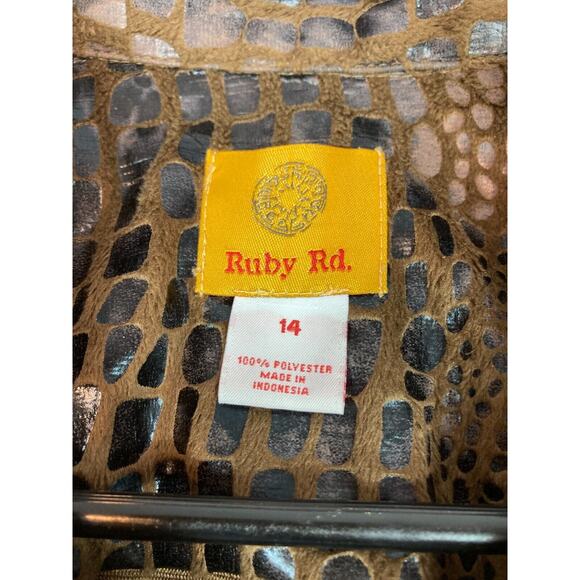 Ruby Rd.
14
100% POLYESTER
MADE IN
INDONESIA